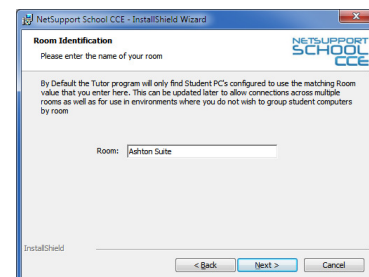 NetSupport School CCE - InstallShield Wizard
Room Identification
Please enter the name of your room
NETSUPPORT
SCHOOL
CCE
By Default the Tutor program will only find Student PC's configured to use the matching Room
value that you enter here. This can be updated later to allow connections across multiple
rooms as well as for use in environments where you do not wish to group student computers
by room
Room: Ashton Suite
InstallShield
< Back Next > Cancel